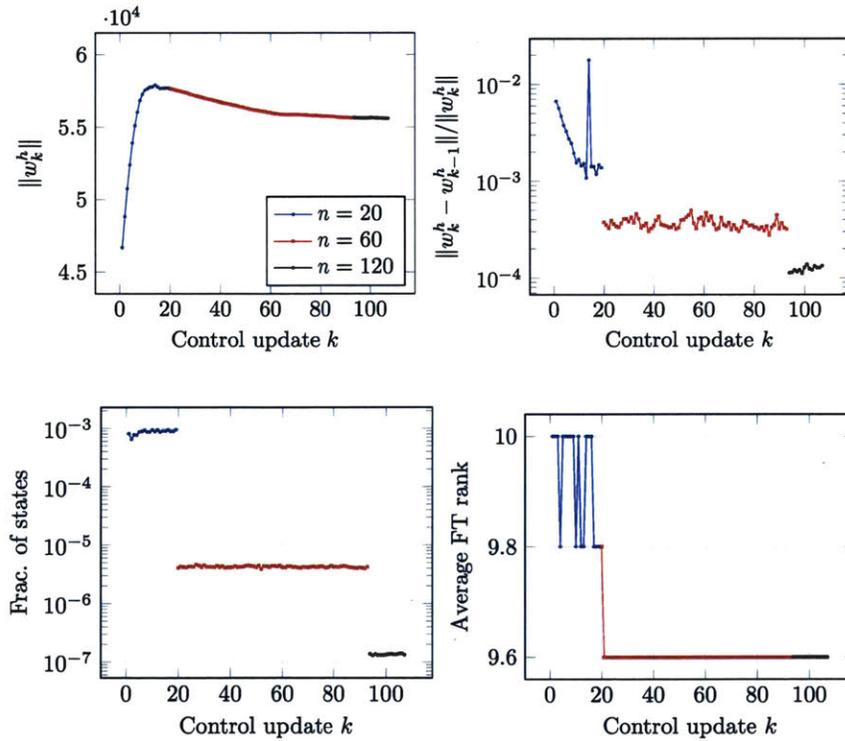 ·10⁴
6
5.5
5
4.5
‖w_k^h‖
n = 20
n = 60
n = 120
0 20 40 60 80 100
Control update k
10⁻²
10⁻³
10⁻⁴
‖w_k^h − w_{k−1}^h‖/‖w_k^h‖
0 20 40 60 80 100
Control update k
10⁻³
10⁻⁴
10⁻⁵
10⁻⁶
10⁻⁷
Frac. of states
0 20 40 60 80 100
Control update k
10
9.8
9.6
Average FT rank
0 20 40 60 80 100
Control update k